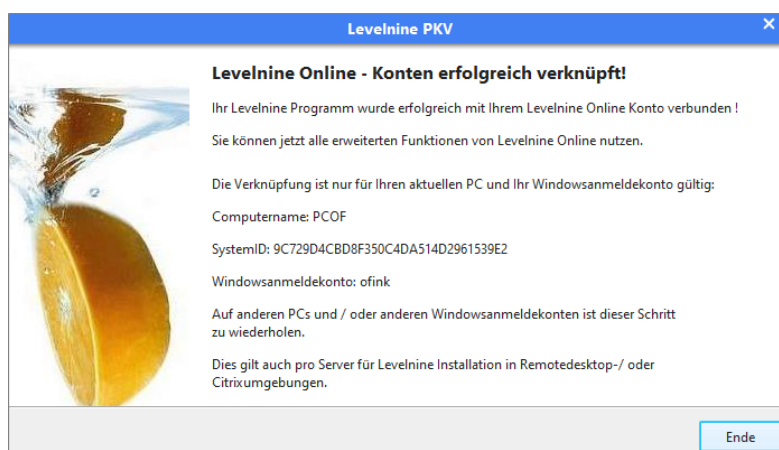 Levelnine PKV
Levelnine Online - Konten erfolgreich verknüpft!
Ihr Levelnine Programm wurde erfolgreich mit Ihrem Levelnine Online Konto verbunden !
Sie können jetzt alle erweiterten Funktionen von Levelnine Online nutzen.
Die Verknüpfung ist nur für Ihren aktuellen PC und Ihr Windowsanmeldekonto gültig:
Computername: PCOF
SystemID: 9C729D4CBD8F350C4DA514D2961539E2
Windowsanmeldekonto: ofink
Auf anderen PCs und / oder anderen Windowsanmeldekonten ist dieser Schritt
zu wiederholen.
Dies gilt auch pro Server für Levelnine Installation in Remotedesktop-/ oder
Citrixumgebungen.
Ende